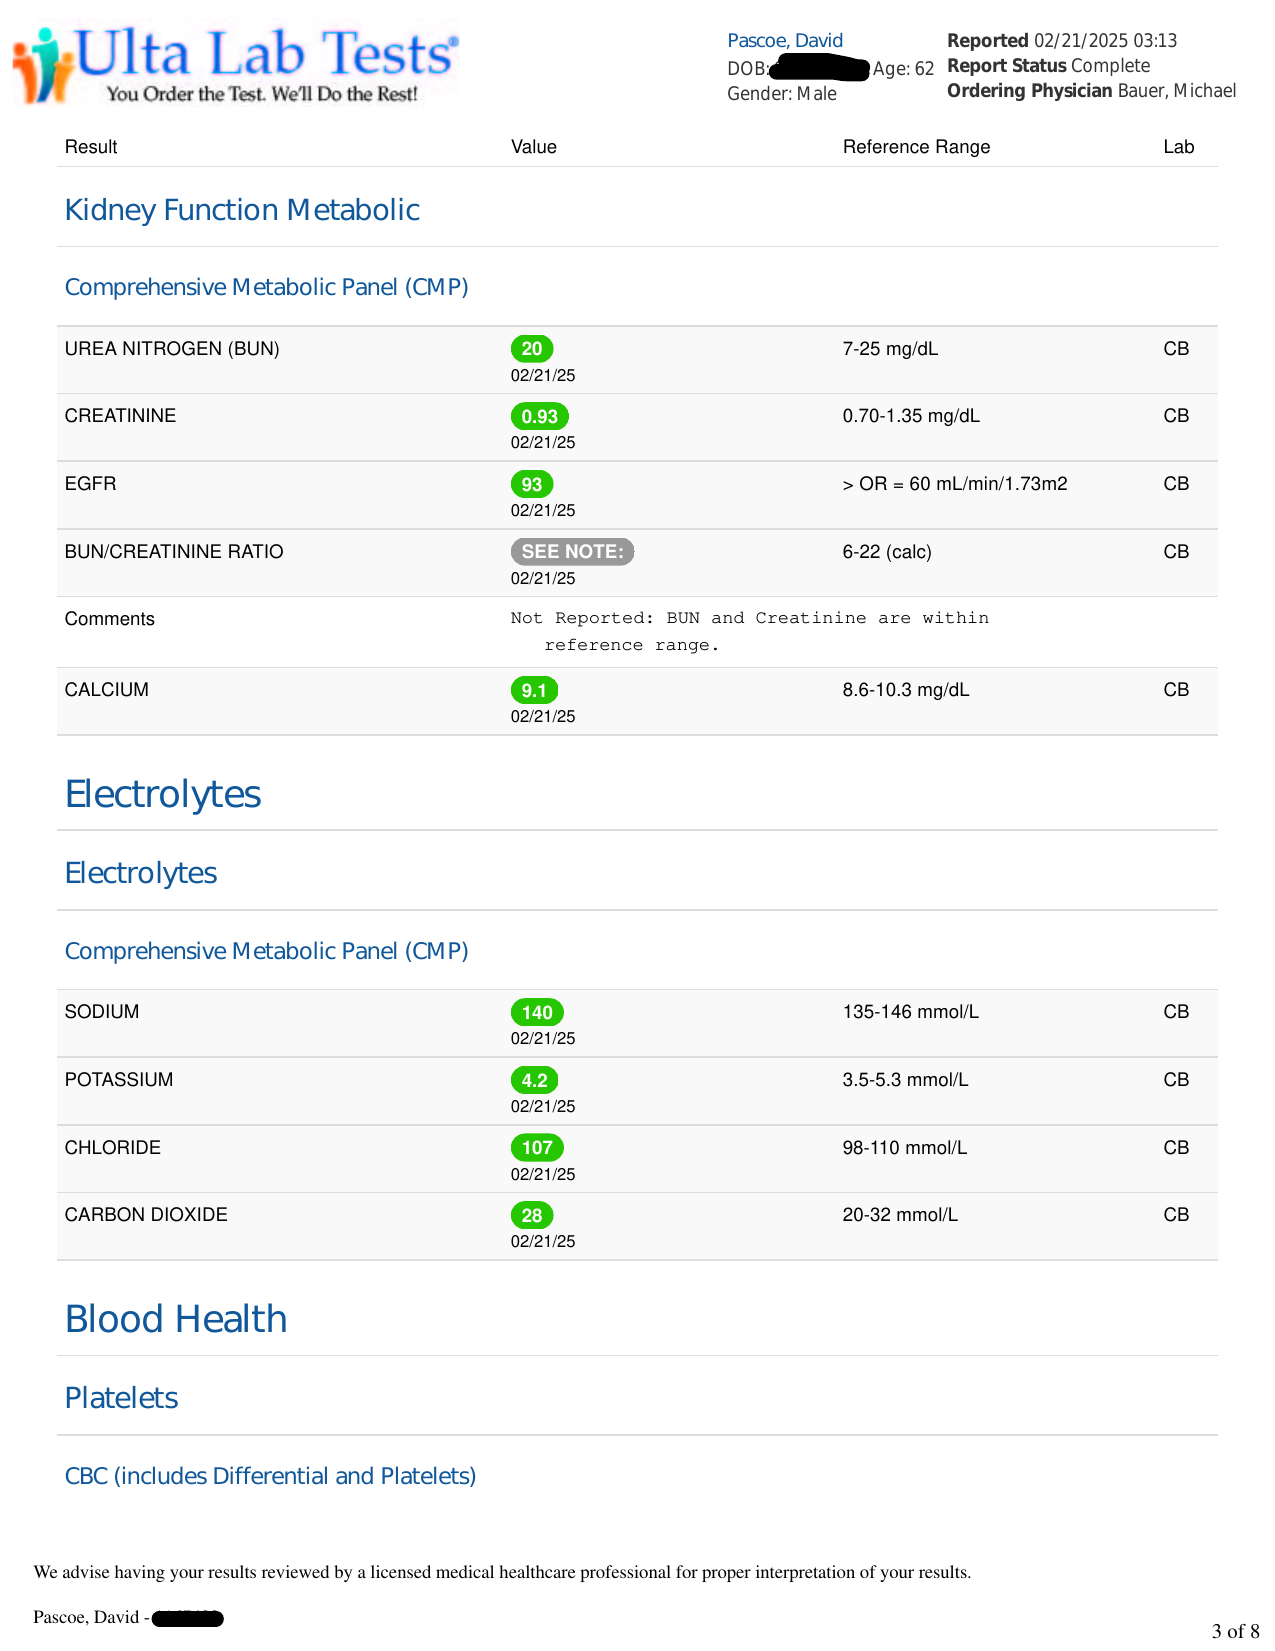 Ulta Lab Tests®
You Order the Test. We'll Do the Rest!
Pascoe, David
DOB: Age: 62
Gender: Male
Reported 02/21/2025 03:13
Report Status Complete
Ordering Physician Bauer, Michael
Result Value Reference Range Lab
Kidney Function Metabolic
Comprehensive Metabolic Panel (CMP)
UREA NITROGEN (BUN) 20 7-25 mg/dL CB
02/21/25
CREATININE 0.93 0.70-1.35 mg/dL CB
02/21/25
EGFR 93 > OR = 60 mL/min/1.73m2 CB
02/21/25
BUN/CREATININE RATIO SEE NOTE: 6-22 (calc) CB
02/21/25
Comments Not Reported: BUN and Creatinine are within
reference range.
CALCIUM 9.1 8.6-10.3 mg/dL CB
02/21/25
Electrolytes
Electrolytes
Comprehensive Metabolic Panel (CMP)
SODIUM 140 135-146 mmol/L CB
02/21/25
POTASSIUM 4.2 3.5-5.3 mmol/L CB
02/21/25
CHLORIDE 107 98-110 mmol/L CB
02/21/25
CARBON DIOXIDE 28 20-32 mmol/L CB
02/21/25
Blood Health
Platelets
CBC (includes Differential and Platelets)
We advise having your results reviewed by a licensed medical healthcare professional for proper interpretation of your results.
Pascoe, David -
3 of 8